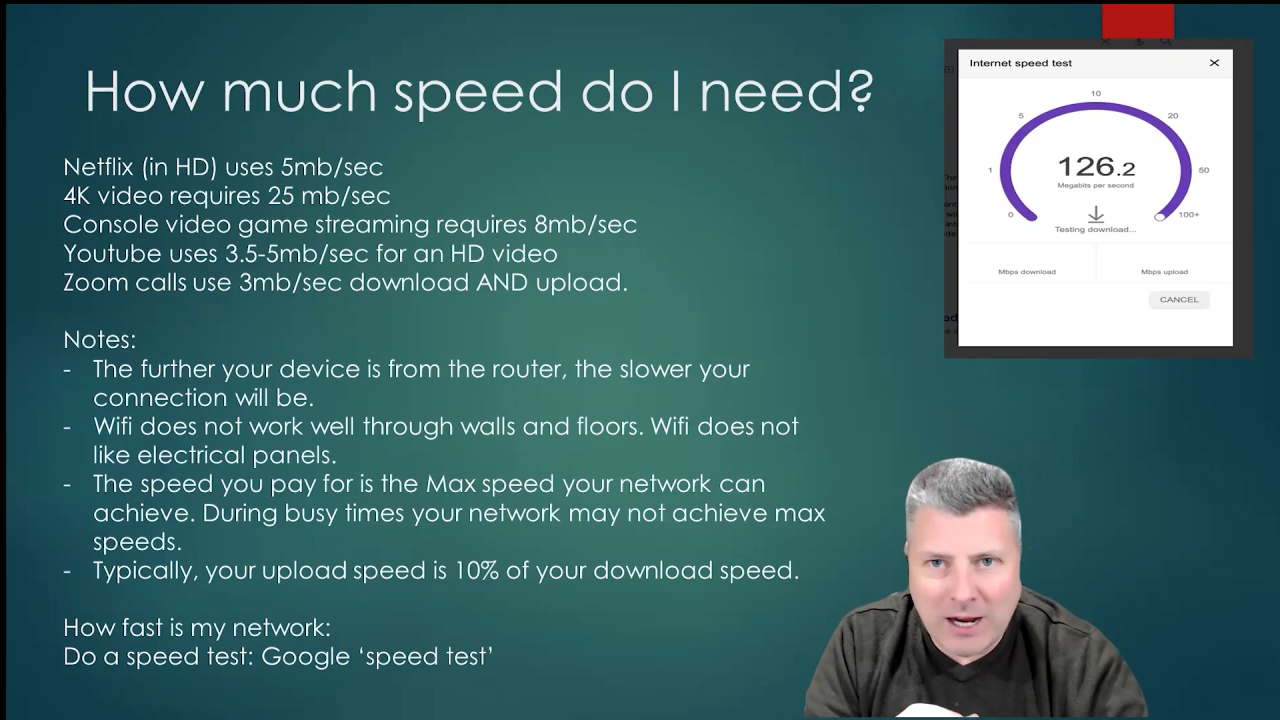 How much speed do I need?
Netflix (in HD) uses 5mb/sec
4K video requires 25 mb/sec
Console video game streaming requires 8mb/sec
Youtube uses 3.5-5mb/sec for an HD video
Zoom calls use 3mb/sec download AND upload.
Notes:
- The further your device is from the router, the slower your
connection will be.
- Wifi does not work well through walls and floors. Wifi does not
like electrical panels.
- The speed you pay for is the Max speed your network can
achieve. During busy times your network may not achieve max
speeds.
- Typically, your upload speed is 10% of your download speed.
How fast is my network:
Do a speed test: Google ‘speed test’
Internet speed test
10
5
20
1
126.2
50
Megabits per second
0
100+
Testing download...
Mbps download
Mbps upload
CANCEL